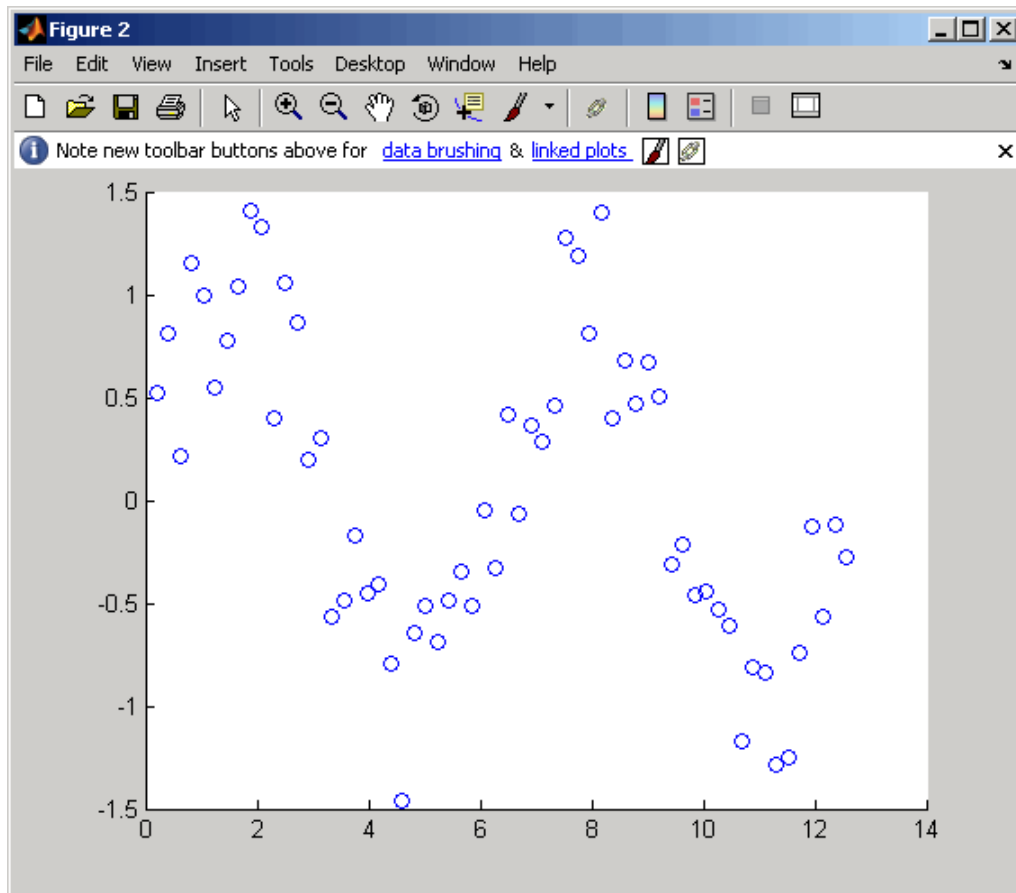 Figure 2
File Edit View Insert Tools Desktop Window Help
Note new toolbar buttons above for data brushing & linked plots
1.5
1
0.5
0
-0.5
-1
-1.5
0 2 4 6 8 10 12 14